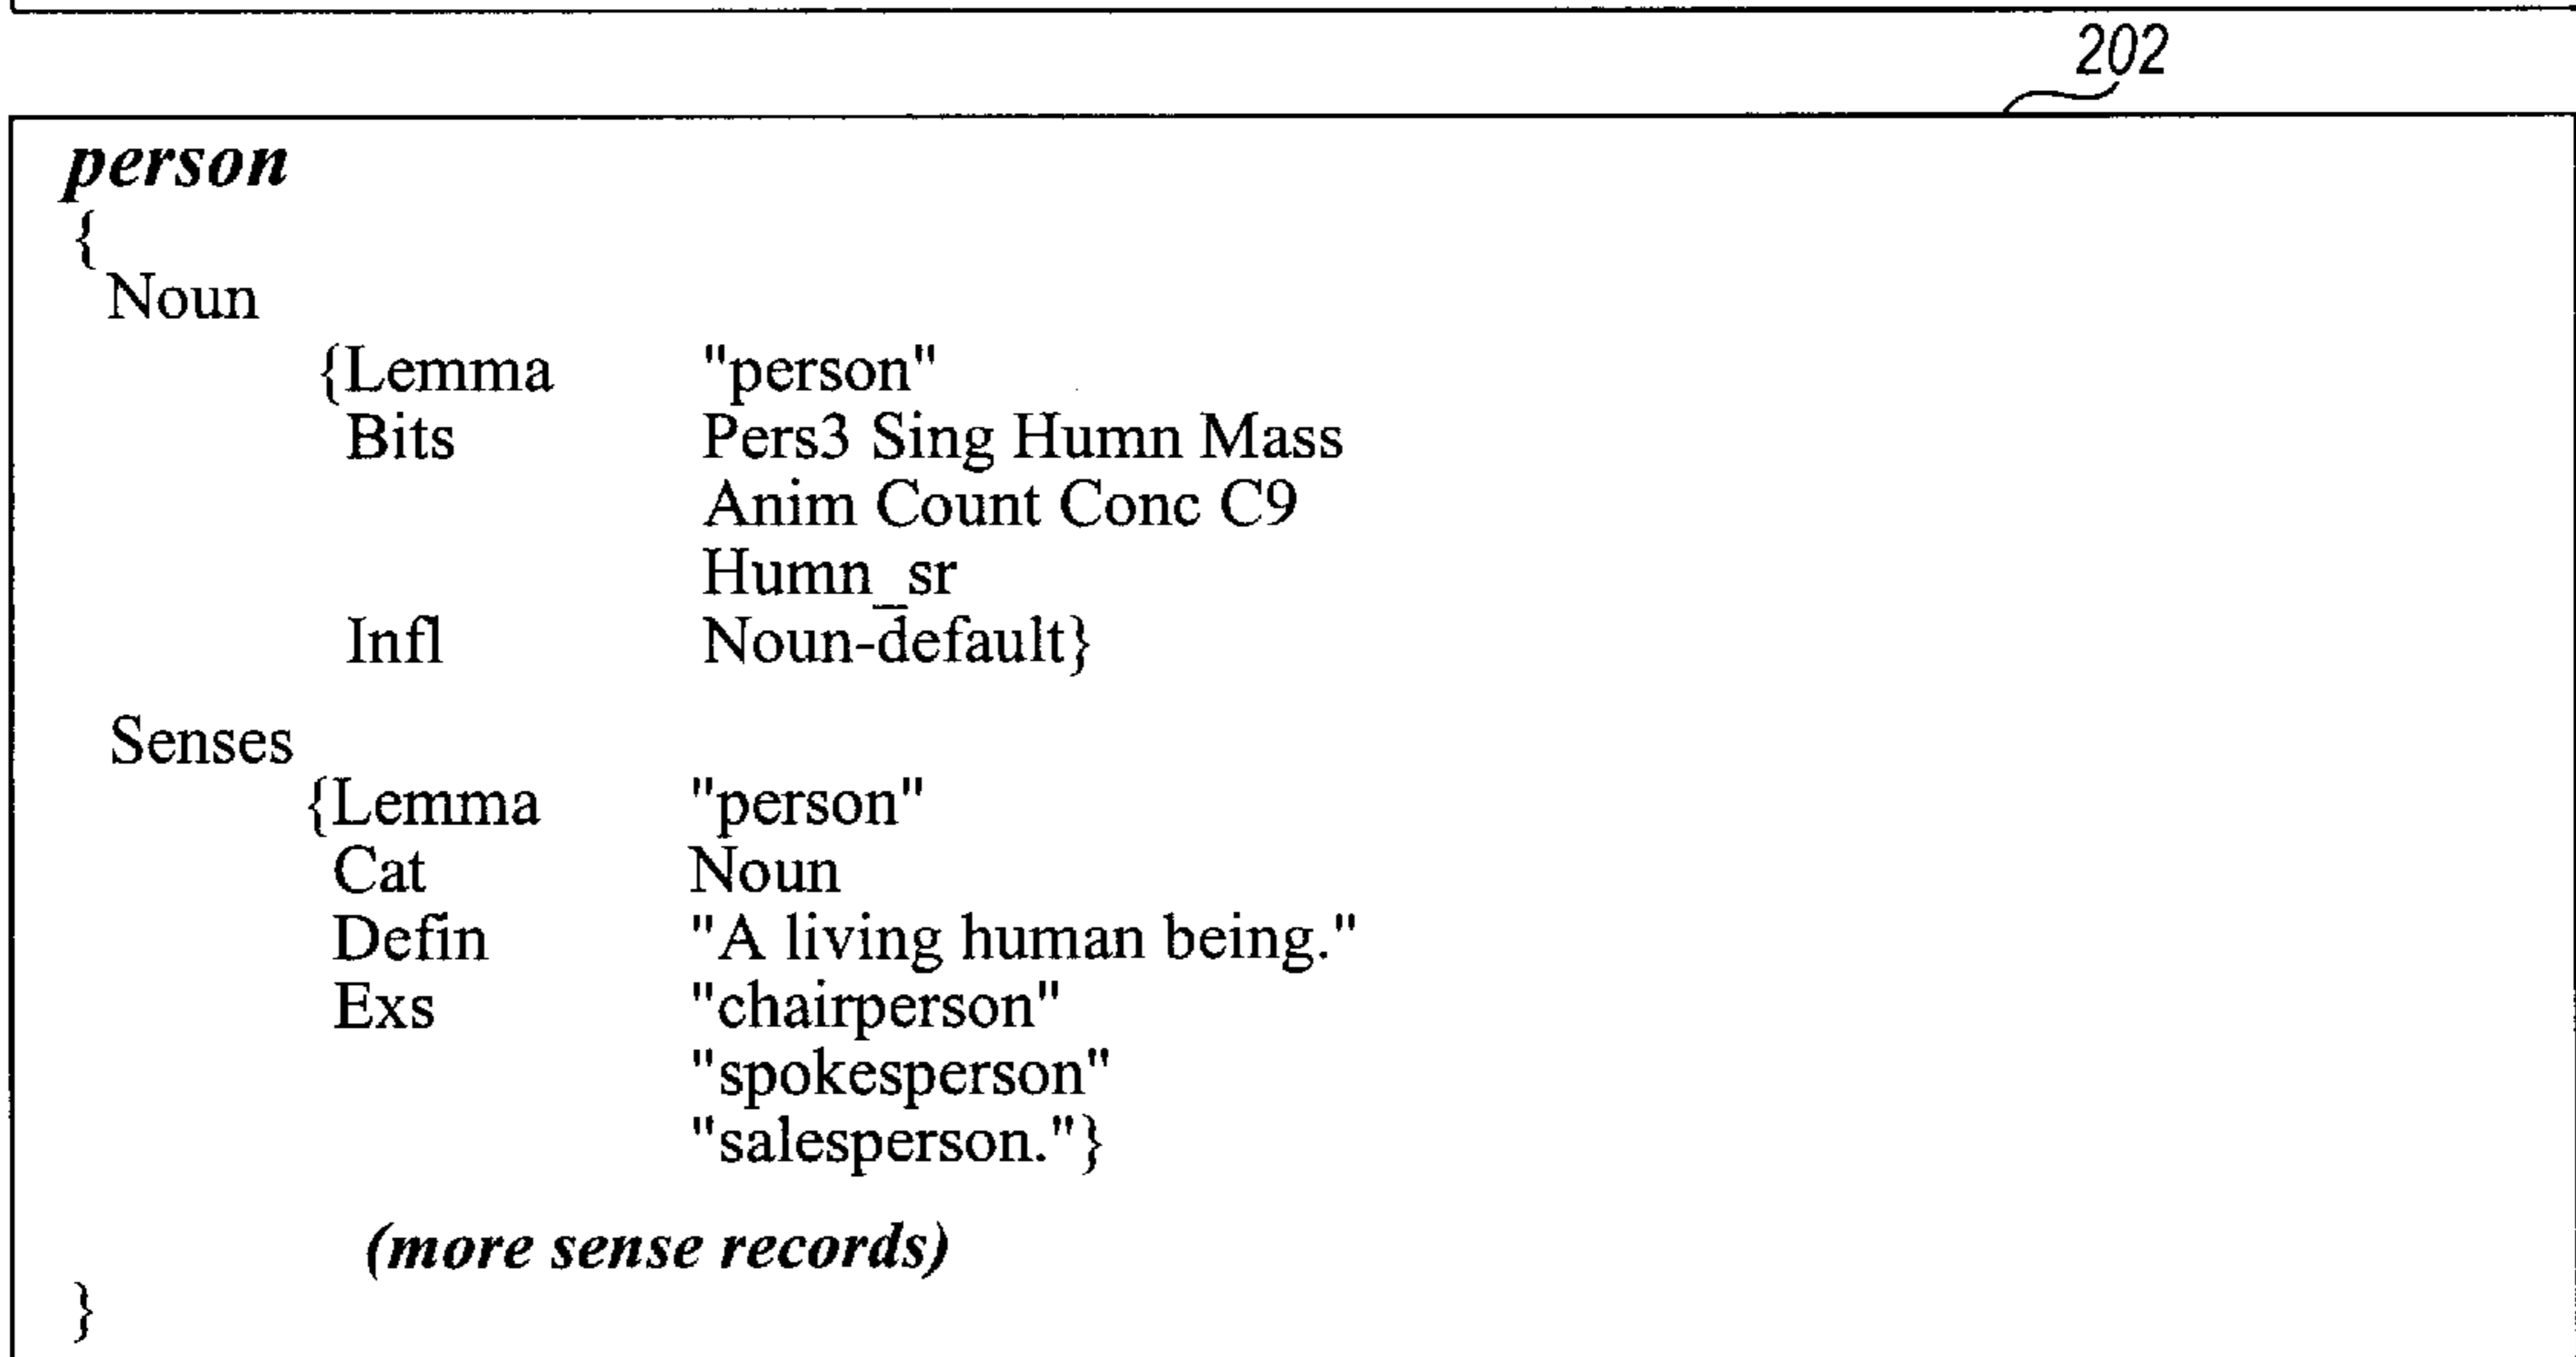 202
person
{
Noun
{Lemma "person"
Bits Pers3 Sing Humn Mass
Anim Count Conc C9
Humn_sr
Infl Noun-default}
Senses
{Lemma "person"
Cat Noun
Defin "A living human being."
Exs "chairperson"
"spokesperson"
"salesperson."}
(more sense records)
}